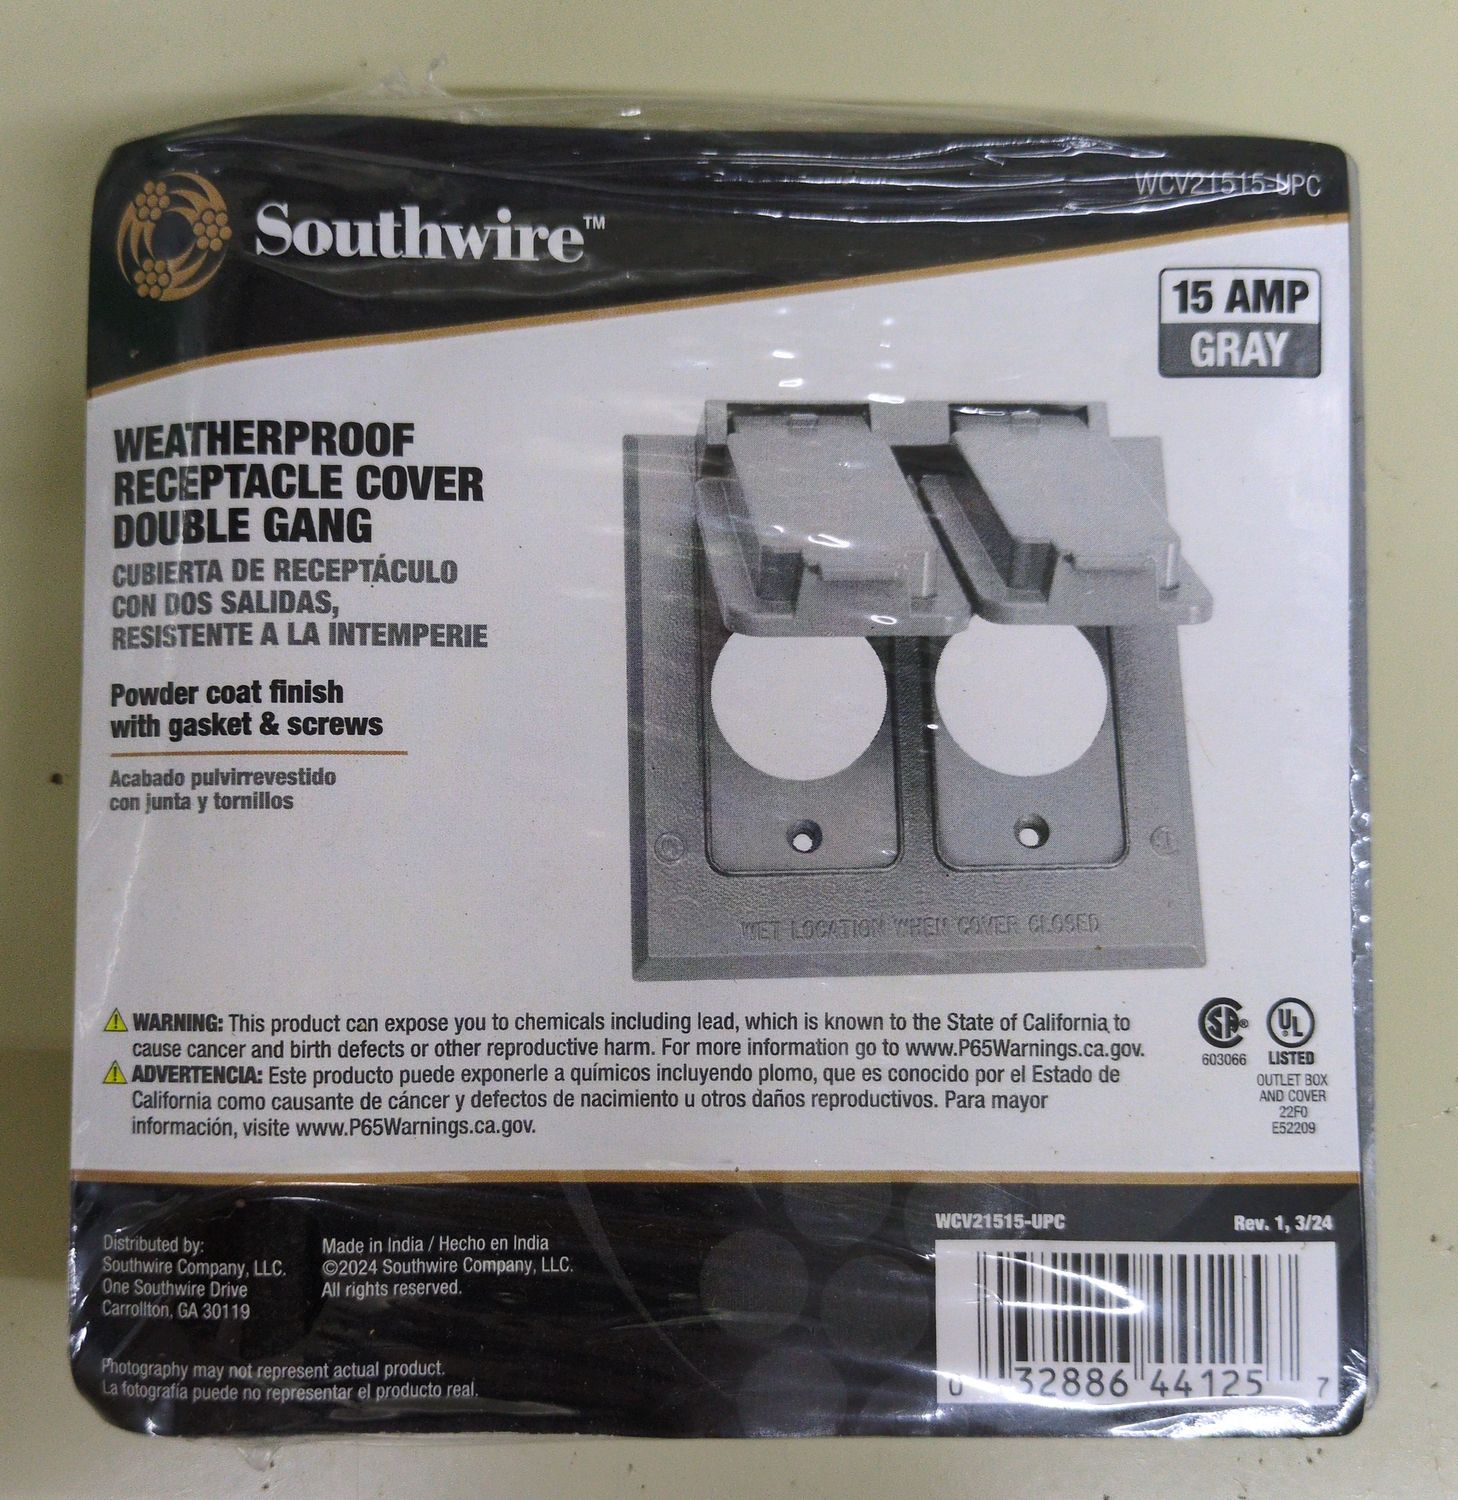 WCV21515-UPC
Southwire™
15 AMP
GRAY
WEATHERPROOF
RECEPTACLE COVER
DOUBLE GANG
CUBIERTA DE RECEPTÁCULO
CON DOS SALIDAS,
RESISTENTE A LA INTEMPERIE
Powder coat finish
with gasket & screws
Acabado pulvirrevestido
con junta y tornillos
WET LOCATION WHEN COVER CLOSED
⚠ WARNING: This product can expose you to chemicals including lead, which is known to the State of California to
cause cancer and birth defects or other reproductive harm. For more information go to www.P65Warnings.ca.gov.
⚠ ADVERTENCIA: Este producto puede exponerle a químicos incluyendo plomo, que es conocido por el Estado de
California como causante de cáncer y defectos de nacimiento u otros daños reproductivos. Para mayor
información, visite www.P65Warnings.ca.gov.
SA®
603066
UL
LISTED
OUTLET BOX
AND COVER
22F0
E52209
Distributed by:
Southwire Company, LLC.
One Southwire Drive
Carrollton, GA 30119
Made in India / Hecho en India
©2024 Southwire Company, LLC.
All rights reserved.
Photography may not represent actual product.
La fotografía puede no representar el producto real.
WCV21515-UPC
Rev. 1, 3/24
0 32886 44125 7